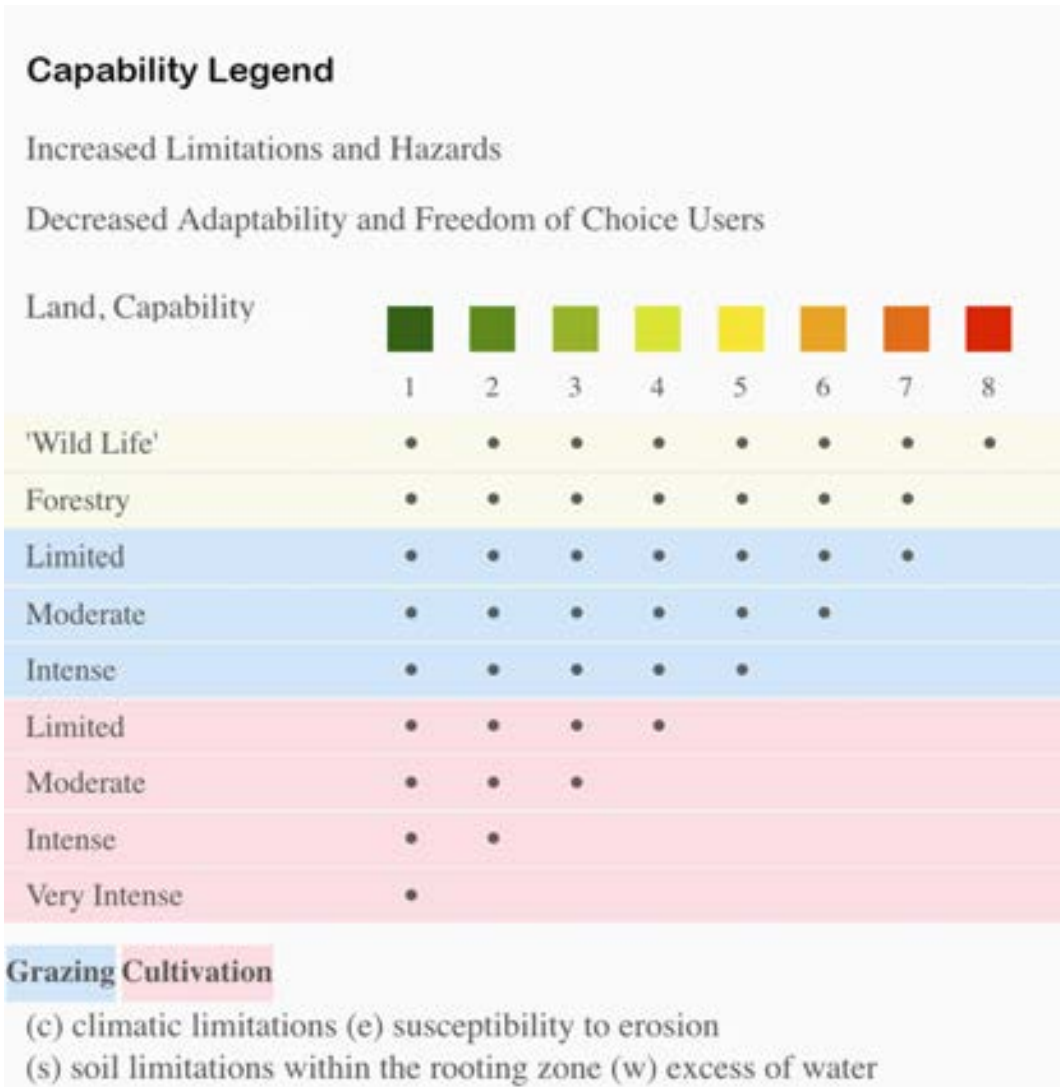 Capability Legend
Increased Limitations and Hazards
Decreased Adaptability and Freedom of Choice Users
Land, Capability
1 2 3 4 5 6 7 8
'Wild Life' • • • • • • • •
Forestry • • • • • • •
Limited • • • • • • •
Moderate • • • • • •
Intense • • • • •
Limited • • • •
Moderate • • •
Intense • •
Very Intense •
Grazing Cultivation
(c) climatic limitations (e) susceptibility to erosion
(s) soil limitations within the rooting zone (w) excess of water